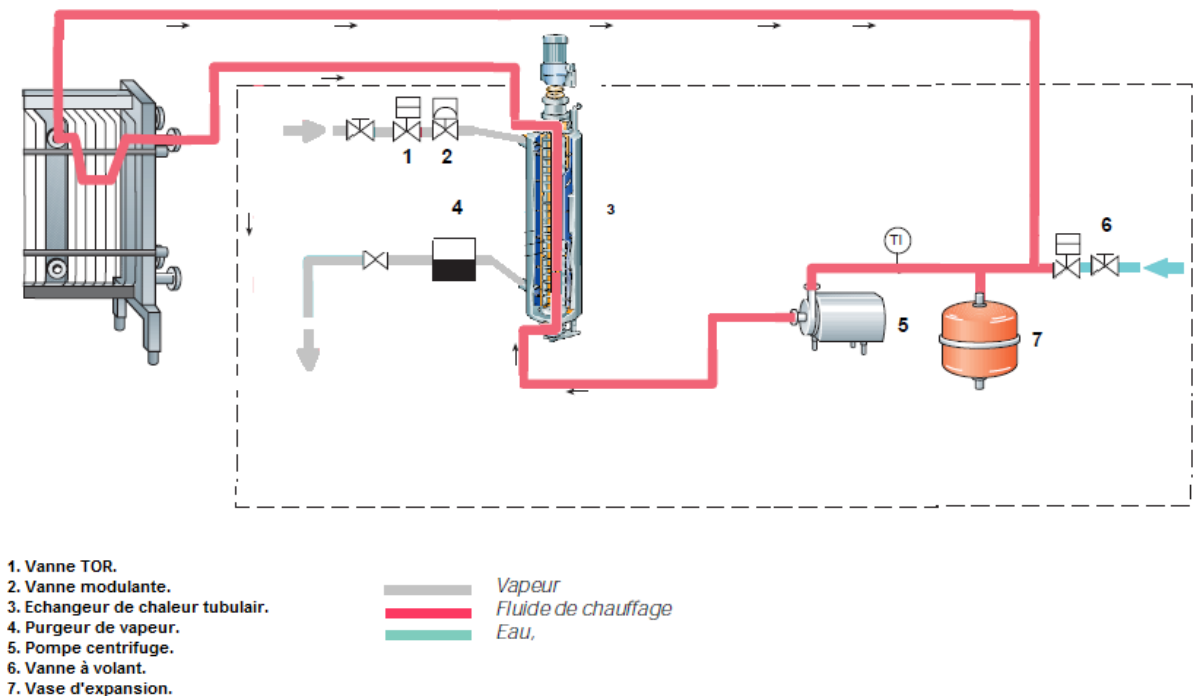 1
2
4
3
TI
6
5
7
1. Vanne TOR.
2. Vanne modulante.
3. Echangeur de chaleur tubulair.
4. Purgeur de vapeur.
5. Pompe centrifuge.
6. Vanne à volant.
7. Vase d'expansion.
Vapeur
Fluide de chauffage
Eau,